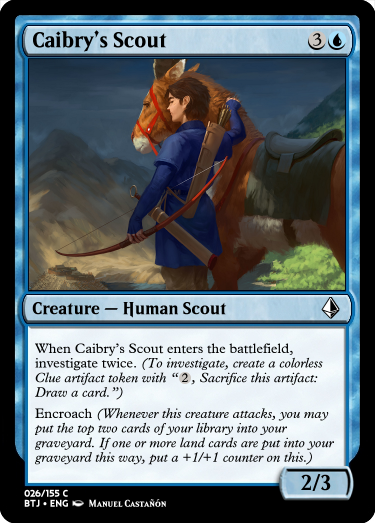 Caibry's Scout 3
Creature — Human Scout
When Caibry's Scout enters the battlefield,
investigate twice. (To investigate, create a colorless
Clue artifact token with “2, Sacrifice this artifact:
Draw a card.”)
Encroach (Whenever this creature attacks, you may
put the top two cards of your library into your
graveyard. If one or more land cards are put into your
graveyard this way, put a +1/+1 counter on this.)
2/3
026/155 C
BTJ • ENG Manuel Castañón